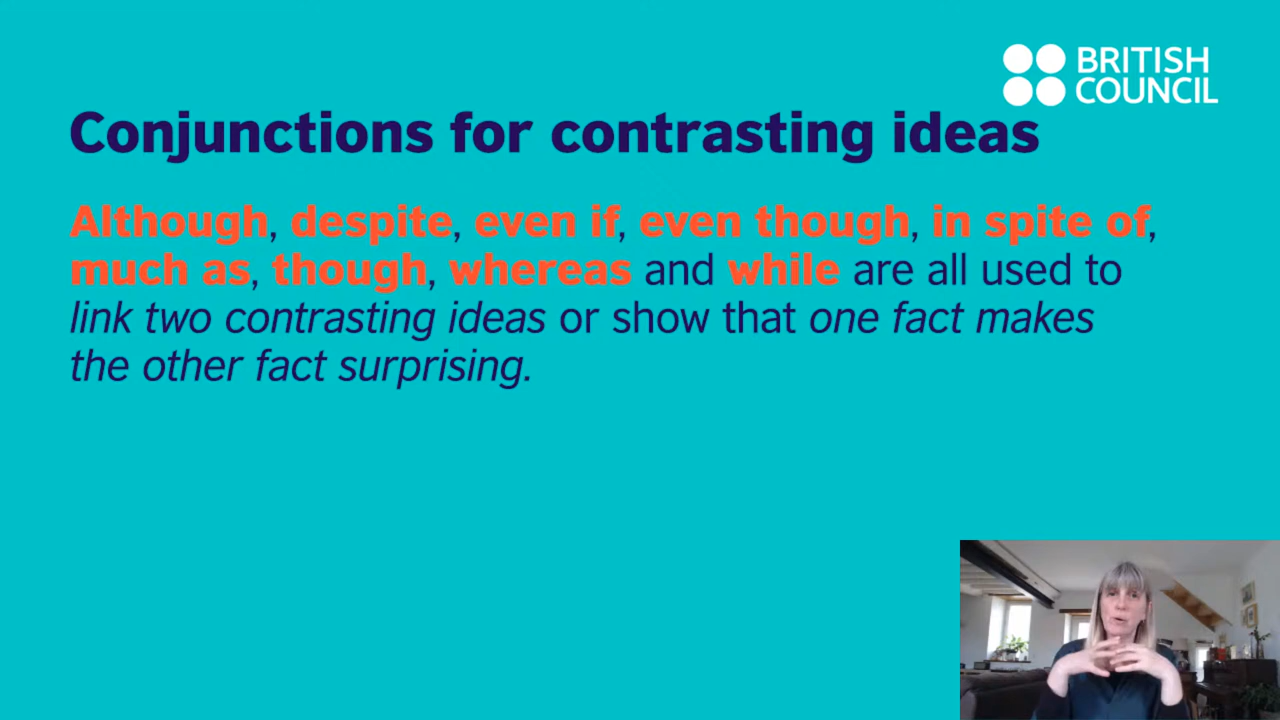 BRITISH
COUNCIL
Conjunctions for contrasting ideas
Although, despite, even if, even though, in spite of,
much as, though, whereas and while are all used to
link two contrasting ideas or show that one fact makes
the other fact surprising.